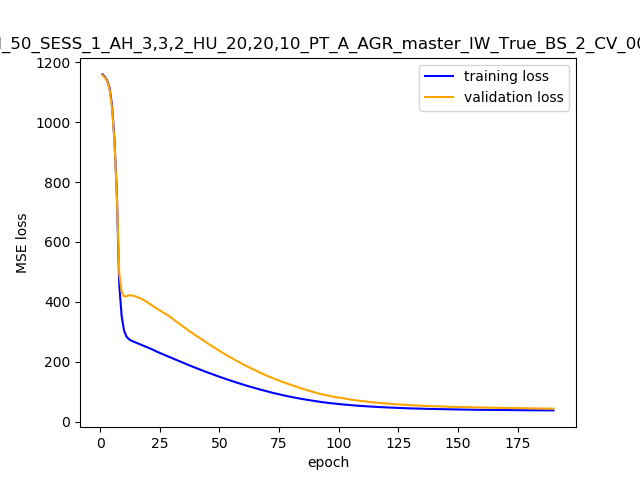 _50_SESS_1_AH_3,3,2_HU_20,20,10_PT_A_AGR_master_IW_True_BS_2_CV_00
training loss
validation loss
MSE loss
1200
1000
800
600
400
200
0
0 25 50 75 100 125 150 175
epoch